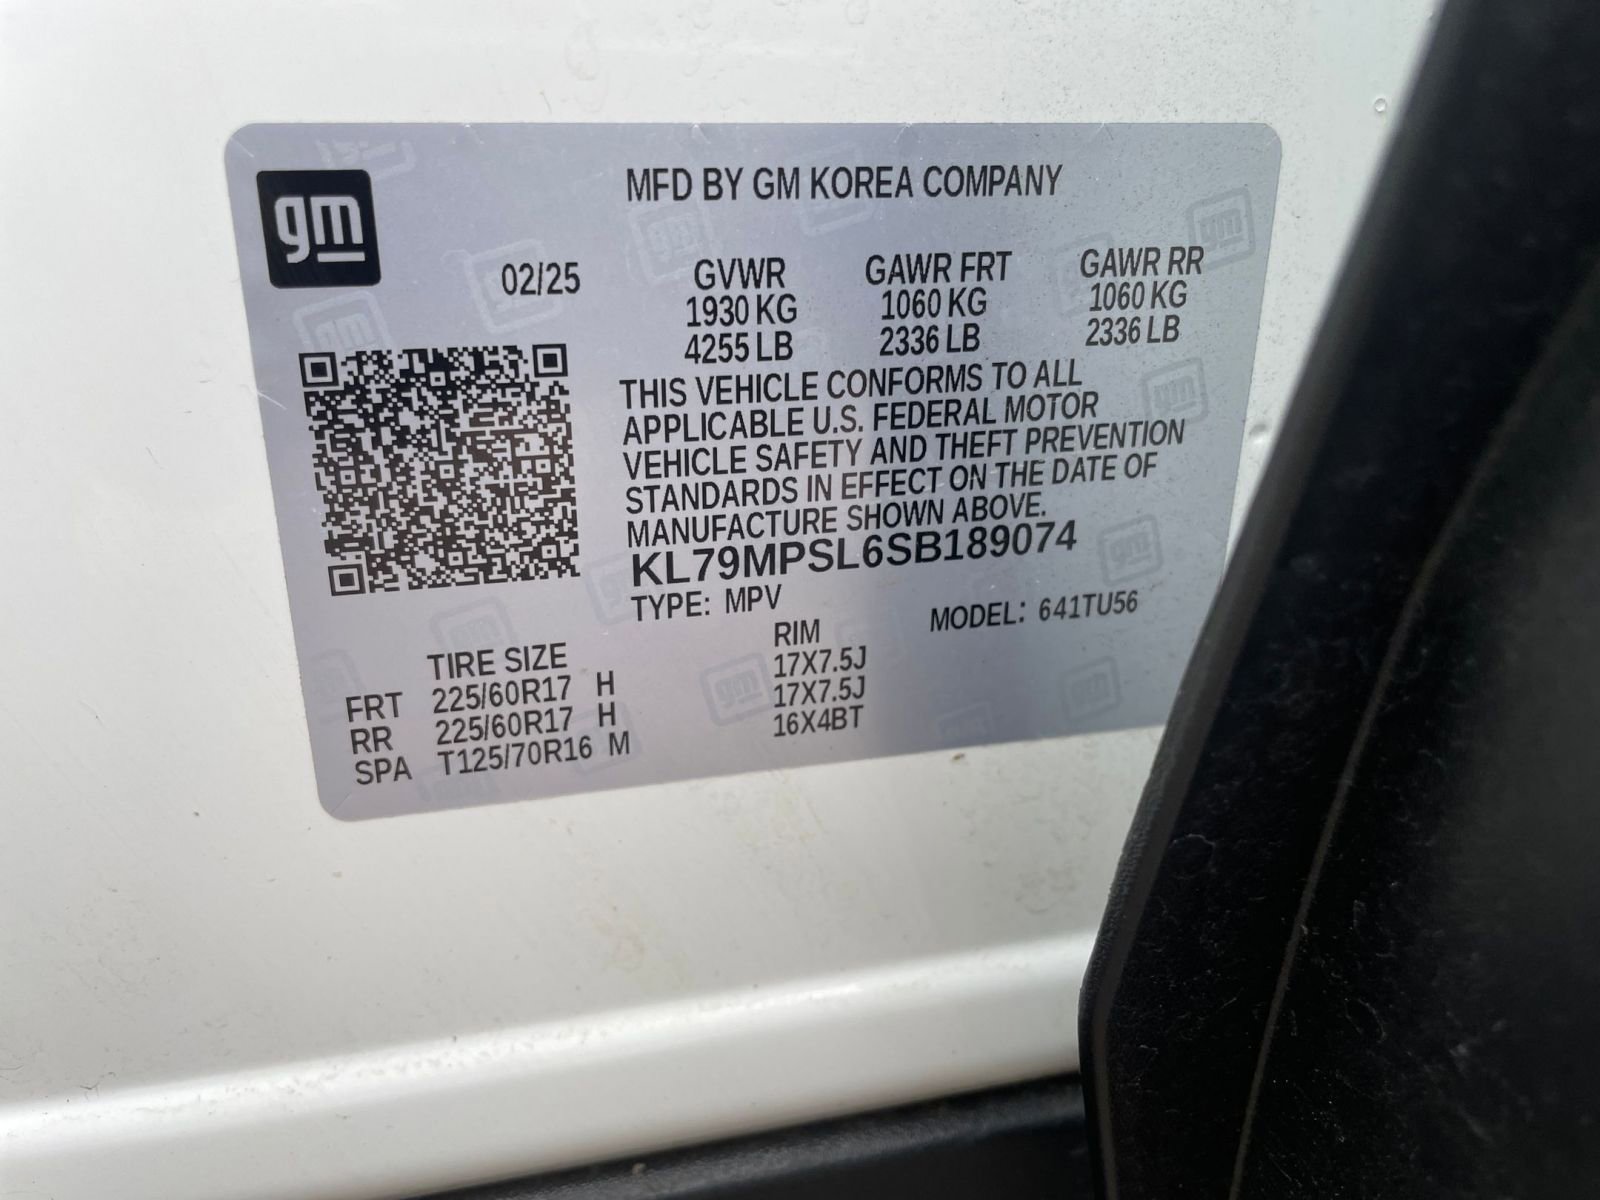 gm
MFD BY GM KOREA COMPANY
02/25
GVWR GAWR FRT GAWR RR
1930 KG 1060 KG 1060 KG
4255 LB 2336 LB 2336 LB
THIS VEHICLE CONFORMS TO ALL
APPLICABLE U.S. FEDERAL MOTOR
VEHICLE SAFETY AND THEFT PREVENTION
STANDARDS IN EFFECT ON THE DATE OF
MANUFACTURE SHOWN ABOVE.
KL79MPSL6SB189074
TYPE: MPV MODEL: 641TU56
TIRE SIZE RIM
FRT 225/60R17 H 17X7.5J
RR 225/60R17 H 17X7.5J
SPA T125/70R16 M 16X4BT